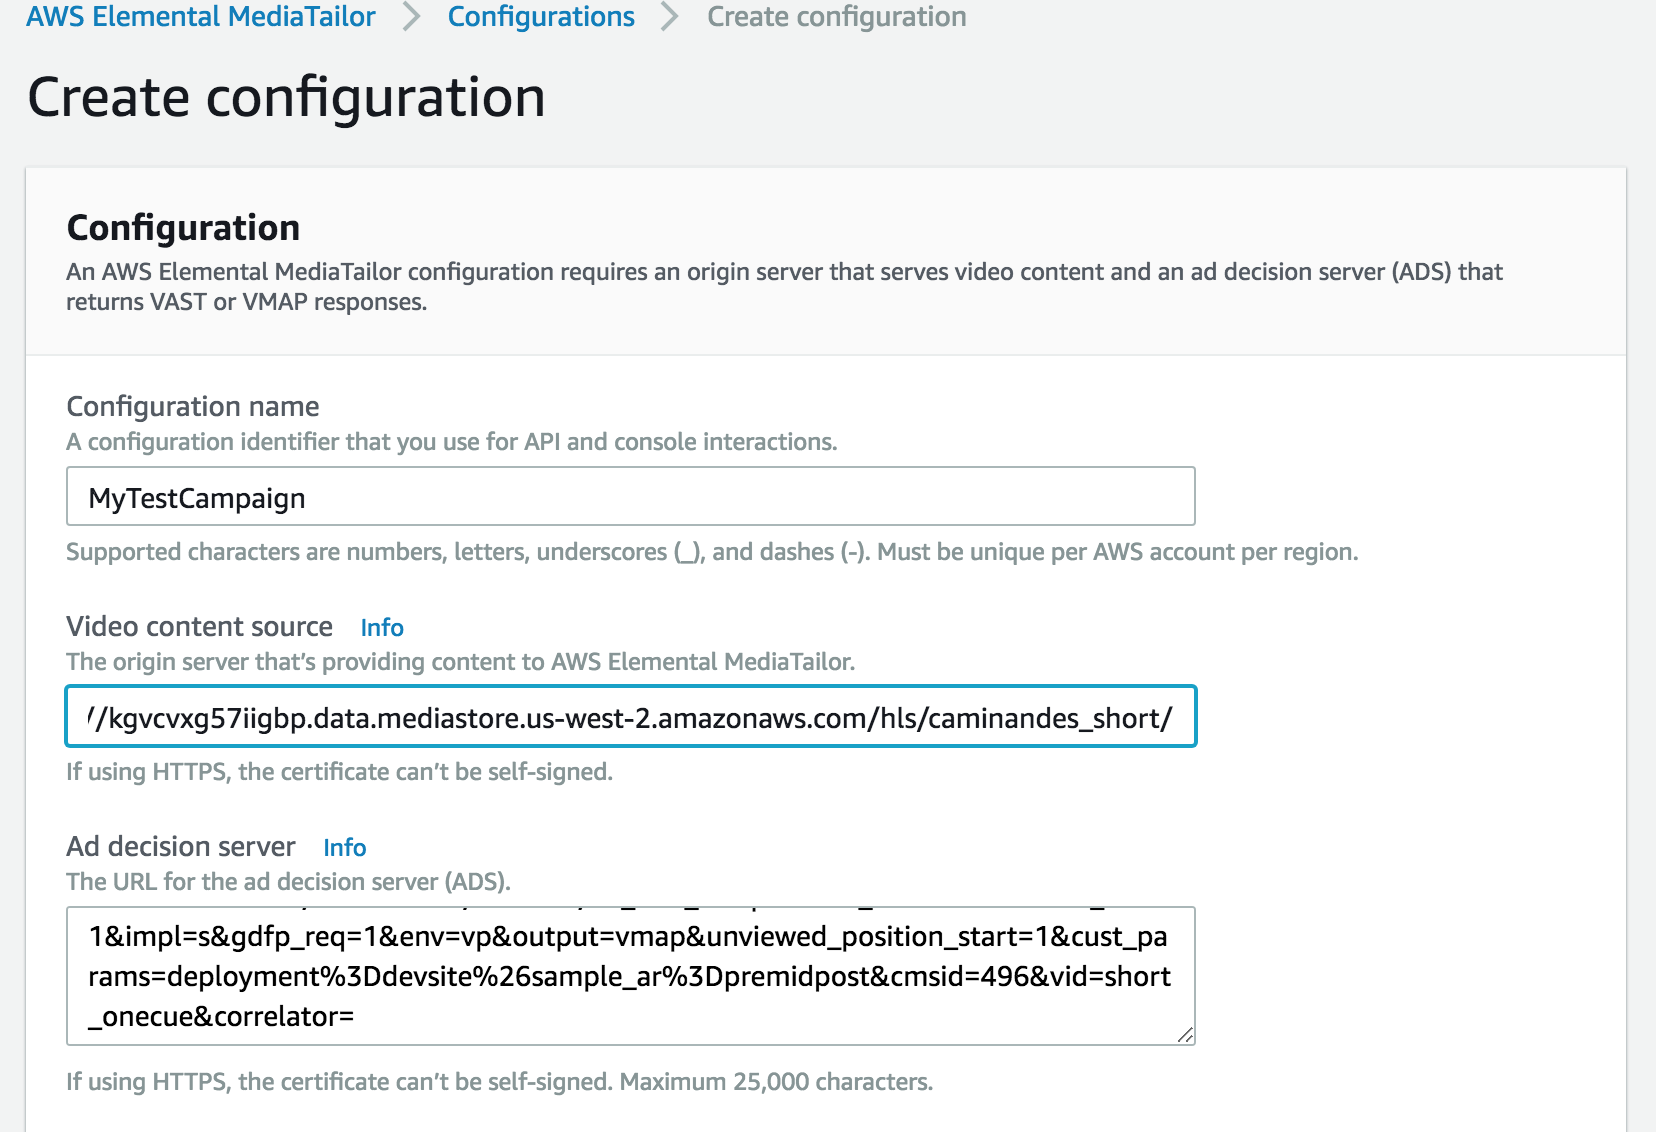 AWS Elemental MediaTailor > Configurations > Create configuration
Create configuration
Configuration
An AWS Elemental MediaTailor configuration requires an origin server that serves video content and an ad decision server (ADS) that
returns VAST or VMAP responses.
Configuration name
A configuration identifier that you use for API and console interactions.
MyTestCampaign
Supported characters are numbers, letters, underscores (_), and dashes (-). Must be unique per AWS account per region.
Video content source Info
The origin server that's providing content to AWS Elemental MediaTailor.
//kgvcvxg57iigbp.data.mediastore.us-west-2.amazonaws.com/hls/caminandes_short/
If using HTTPS, the certificate can't be self-signed.
Ad decision server Info
The URL for the ad decision server (ADS).
1&impl=s&gdfp_req=1&env=vp&output=vmap&unviewed_position_start=1&cust_pa
rams=deployment%3Ddevsite%26sample_ar%3Dpremidpost&cmsid=496&vid=short
_onecue&correlator=
If using HTTPS, the certificate can't be self-signed. Maximum 25,000 characters.